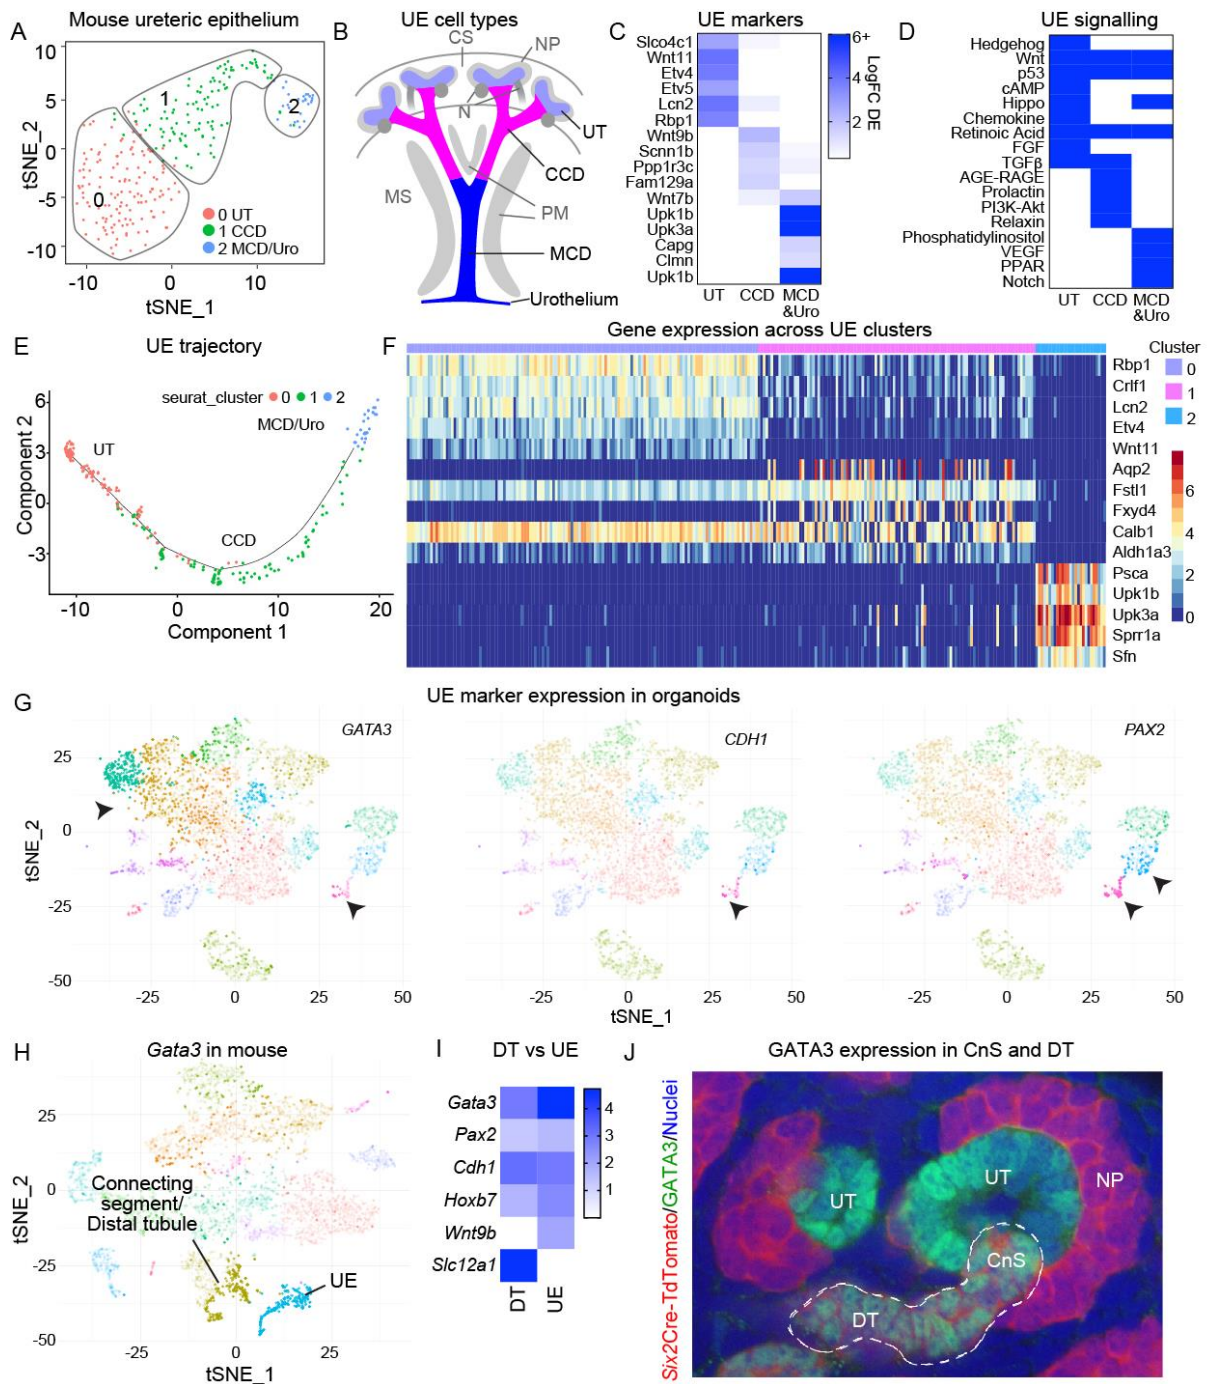 A
Mouse ureteric epithelium
tSNE_2
10
5
0
-5
-10
1
2
0
0 UT
1 CCD
2 MCD/Uro
-10
0
10
tSNE_1
B
UE cell types
CS
NP
N
UT
CCD
MS
PM
MCD
Urothelium
C
UE markers
Slco4c1
Wnt11
Etv4
Etv5
Lcn2
Rbp1
Wnt9b
Scnn1b
Ppp1r3c
Fam129a
Wnt7b
Upk1b
Upk3a
Capg
Clmn
Upk1b
UT
CCD
MCD
&Uro
6+
4
2
LogFC DE
D
UE signalling
Hedgehog
Wnt
p53
cAMP
Hippo
Chemokine
Retinoic Acid
FGF
TGFβ
AGE-RAGE
Prolactin
PI3K-Akt
Relaxin
Phosphatidylinositol
VEGF
PPAR
Notch
UT
CCD
MCD
&Uro
E
UE trajectory
seurat_cluster 0 1 2
MCD/Uro
UT
CCD
Component 2
6
3
0
-3
-10
0
10
20
Component 1
F
Gene expression across UE clusters
Rbp1
Crlf1
Lcn2
Etv4
Wnt11
Aqp2
Fstl1
Fxyd4
Calb1
Aldh1a3
Psca
Upk1b
Upk3a
Sprr1a
Sfn
Cluster
0
1
2
6
4
2
0
G
UE marker expression in organoids
GATA3
CDH1
PAX2
tSNE_2
25
0
-25
-50
-25
0
25
50
-25
0
25
50
-25
0
25
50
tSNE_1
H
Gata3 in mouse
tSNE_2
25
0
-25
-50
Connecting
segment/
Distal tubule
UE
-25
0
25
tSNE_1
I
DT vs UE
Gata3
Pax2
Cdh1
Hoxb7
Wnt9b
Slc12a1
DT
UE
4
3
2
1
J
GATA3 expression in CnS and DT
Six2Cre-TdTomato/GATA3/Nuclei
UT
UT
NP
CnS
DT